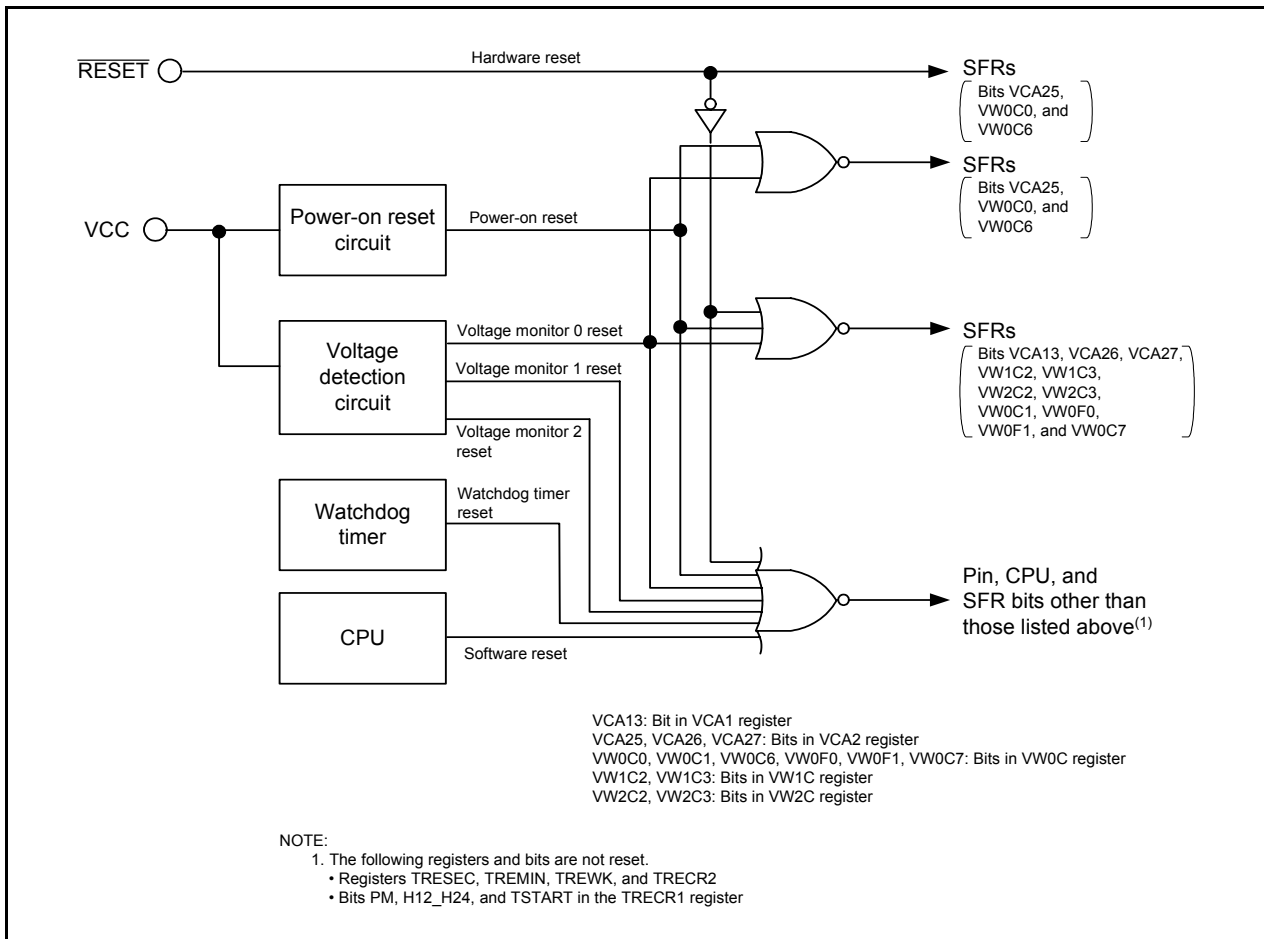 RESET
Hardware reset
SFRs
Bits VCA25,
VW0C0, and
VW0C6
SFRs
Bits VCA25,
VW0C0, and
VW0C6
VCC
Power-on reset
circuit
Power-on reset
Voltage
detection
circuit
Voltage monitor 0 reset
Voltage monitor 1 reset
Voltage monitor 2
reset
SFRs
Bits VCA13, VCA26, VCA27,
VW1C2, VW1C3,
VW2C2, VW2C3,
VW0C1, VW0F0,
VW0F1, and VW0C7
Watchdog
timer
Watchdog timer
reset
CPU
Software reset
Pin, CPU, and
SFR bits other than
those listed above(1)
VCA13: Bit in VCA1 register
VCA25, VCA26, VCA27: Bits in VCA2 register
VW0C0, VW0C1, VW0C6, VW0F0, VW0F1, VW0C7: Bits in VW0C register
VW1C2, VW1C3: Bits in VW1C register
VW2C2, VW2C3: Bits in VW2C register
NOTE:
1. The following registers and bits are not reset.
• Registers TRESEC, TREMIN, TREWK, and TRECR2
• Bits PM, H12_H24, and TSTART in the TRECR1 register